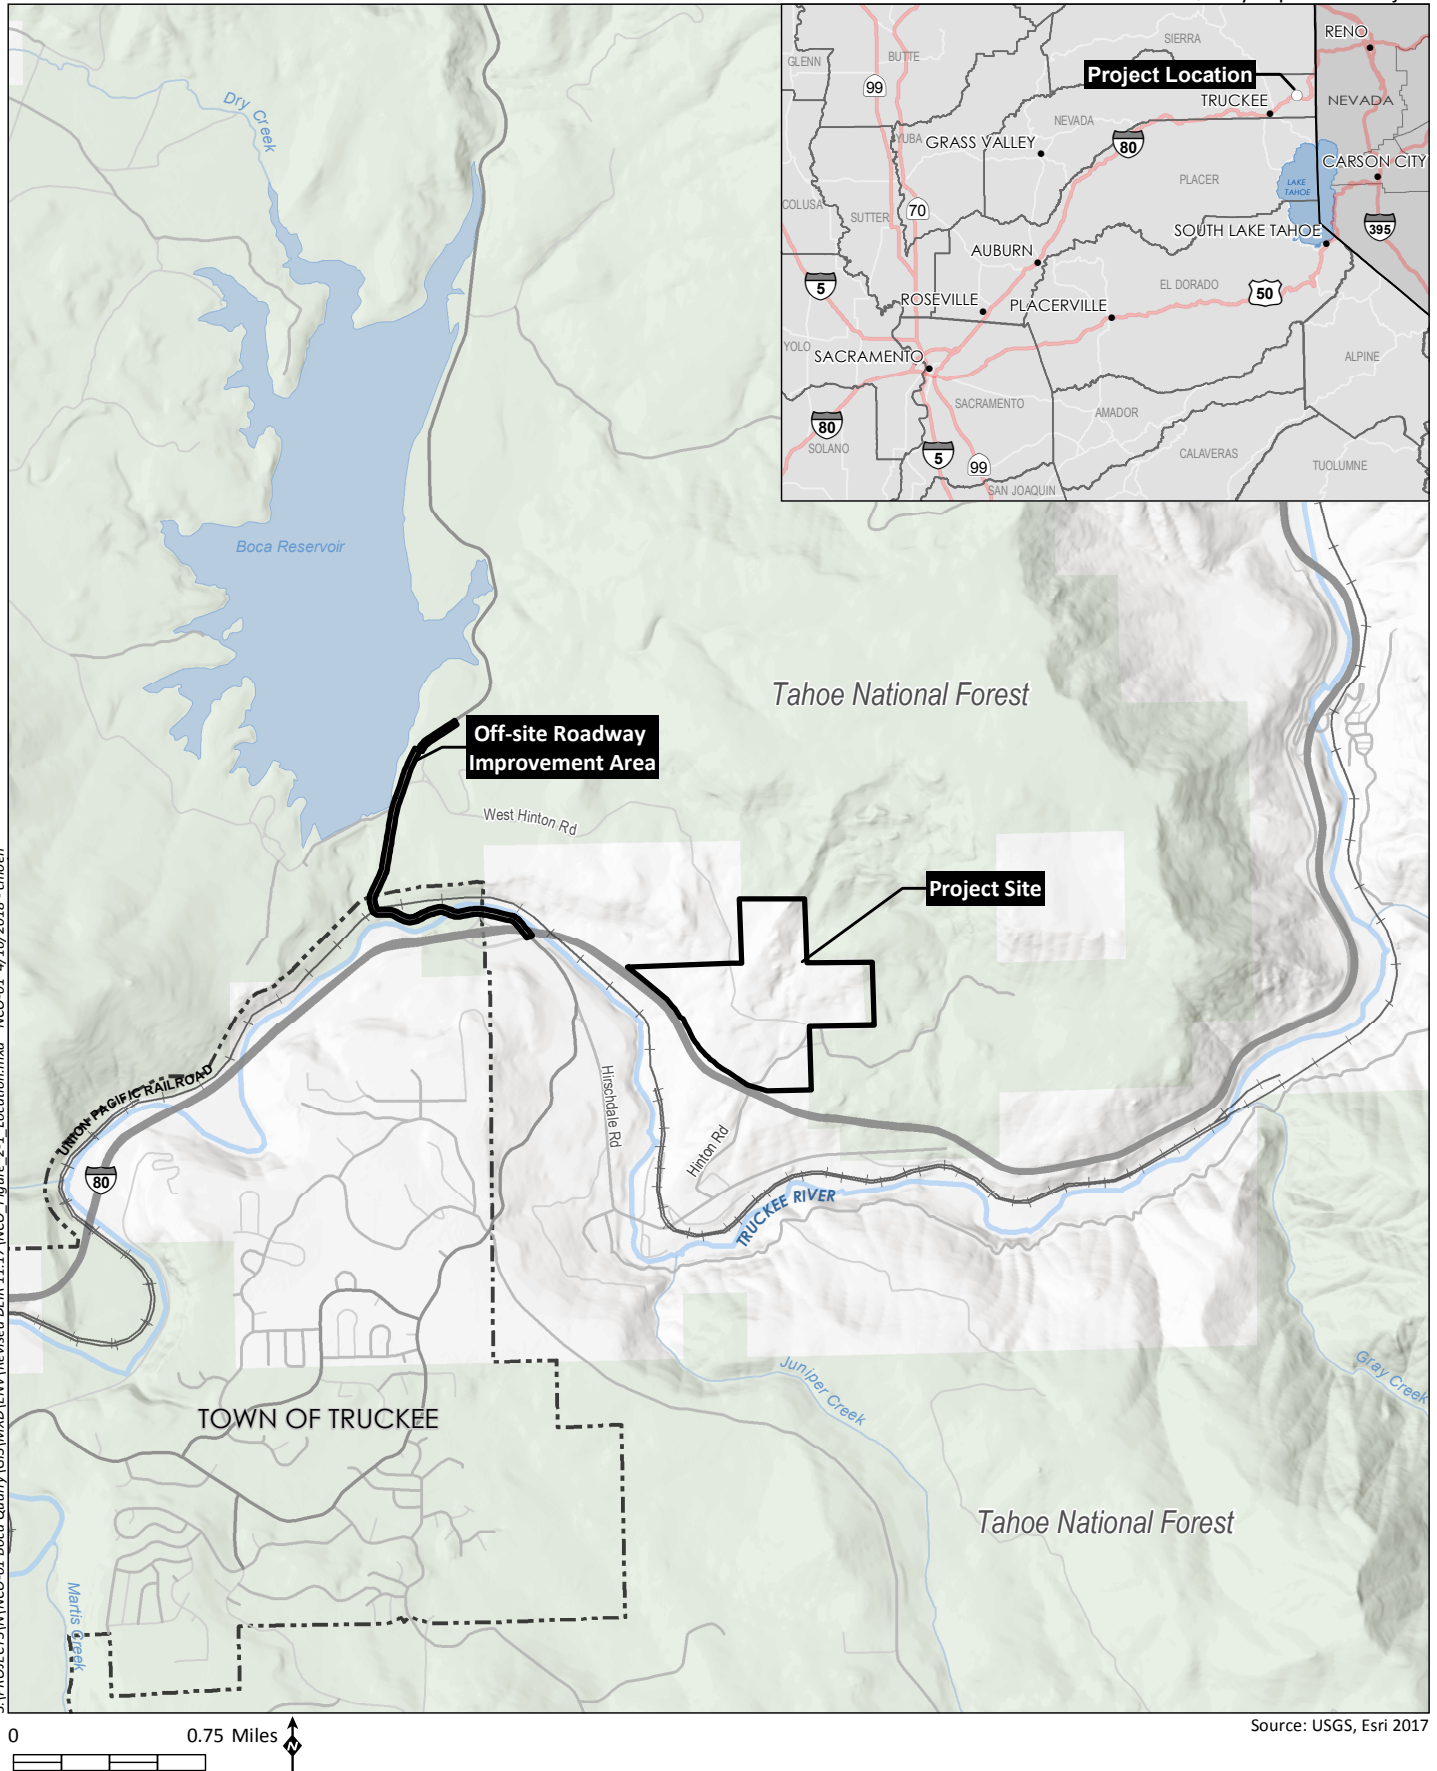 SIERRA
RENO
GLENN
BUTTE
99
Project Location
TRUCKEE
NEVADA
NEVADA
YUBA
GRASS VALLEY
80
CARSON CITY
PLACER
LAKE
TAHOE
COLUSA
SUTTER
70
395
SOUTH LAKE TAHOE
AUBURN
5
EL DORADO
50
ROSEVILLE
PLACERVILLE
YOLO
SACRAMENTO
ALPINE
SACRAMENTO
AMADOR
80
SOLANO
5
99
CALAVERAS
TUOLUMNE
SAN JOAQUIN
Dry Creek
Boca Reservoir
Tahoe National Forest
Off-site Roadway
Improvement Area
West Hinton Rd
Project Site
UNION PACIFIC RAILROAD
Hirschdale Rd
Hinton Rd
80
TRUCKEE RIVER
Juniper Creek
Gray Creek
TOWN OF TRUCKEE
Tahoe National Forest
Martis Creek
0
0.75 Miles
N
Source: USGS, Esri 2017